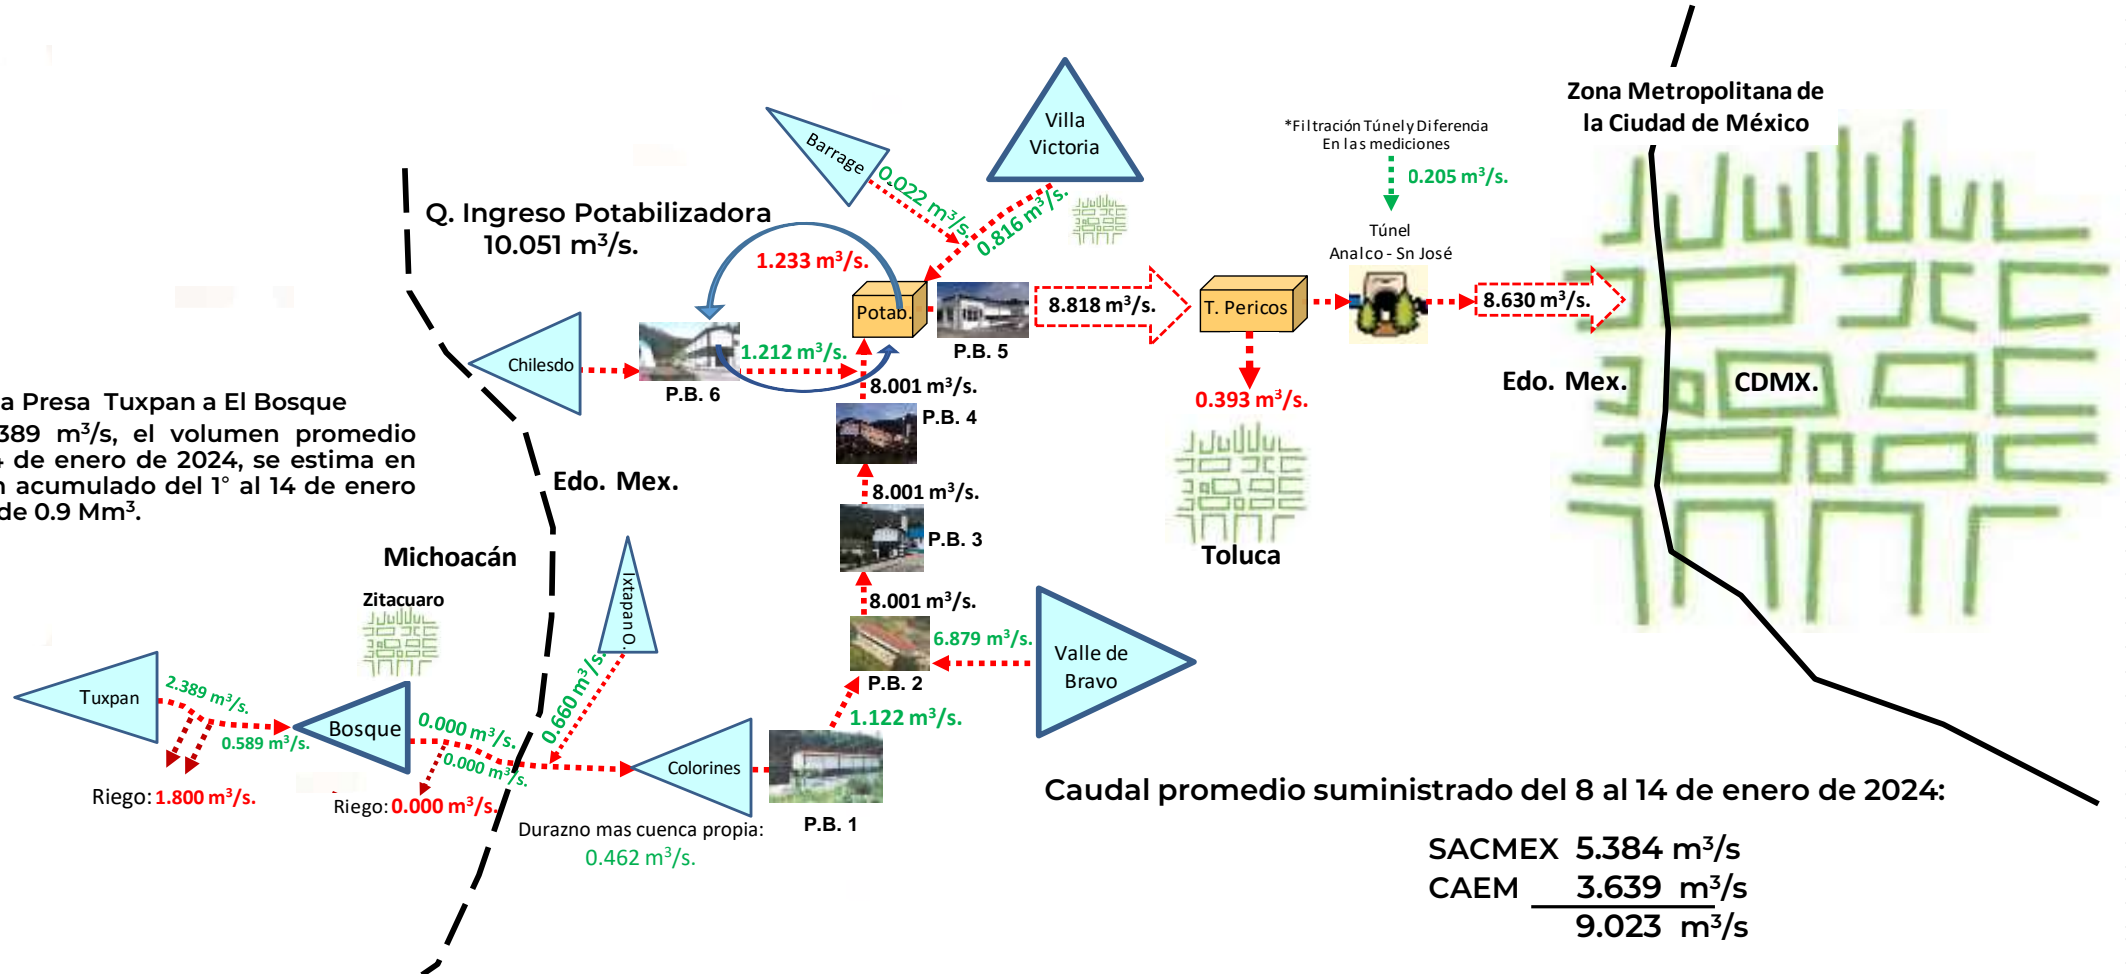 Zona Metropolitana de
la Ciudad de México
Villa
Victoria
*Filtración Túnel y Diferencia
En las mediciones
0.205 m³/s.
Barrage
0.022 m³/s.
0.816 m³/s.
Q. Ingreso Potabilizadora
10.051 m³/s.
1.233 m³/s.
Túnel
Analco - Sn José
Potab.
8.818 m³/s.
T. Pericos
8.630 m³/s.
P.B. 5
Chilesdo
1.212 m³/s.
P.B. 6
8.001 m³/s.
P.B. 4
0.393 m³/s.
Edo. Mex.
CDMX.
a Presa Tuxpan a El Bosque
389 m³/s, el volumen promedio
de enero de 2024, se estima en
n acumulado del 1° al 14 de enero
de 0.9 Mm³.
Edo. Mex.
8.001 m³/s.
P.B. 3
Michoacán
Toluca
Zitacuaro
Ixtapan O.
8.001 m³/s.
6.879 m³/s.
Valle de
Bravo
P.B. 2
Tuxpan
2.389 m³/s.
0.589 m³/s.
Bosque
0.000 m³/s.
0.000 m³/s.
0.660 m³/s.
1.122 m³/s.
Colorines
Riego: 1.800 m³/s.
Riego: 0.000 m³/s.
P.B. 1
Durazno mas cuenca propia:
0.462 m³/s.
Caudal promedio suministrado del 8 al 14 de enero de 2024:
SACMEX 5.384 m³/s
CAEM 3.639 m³/s
9.023 m³/s